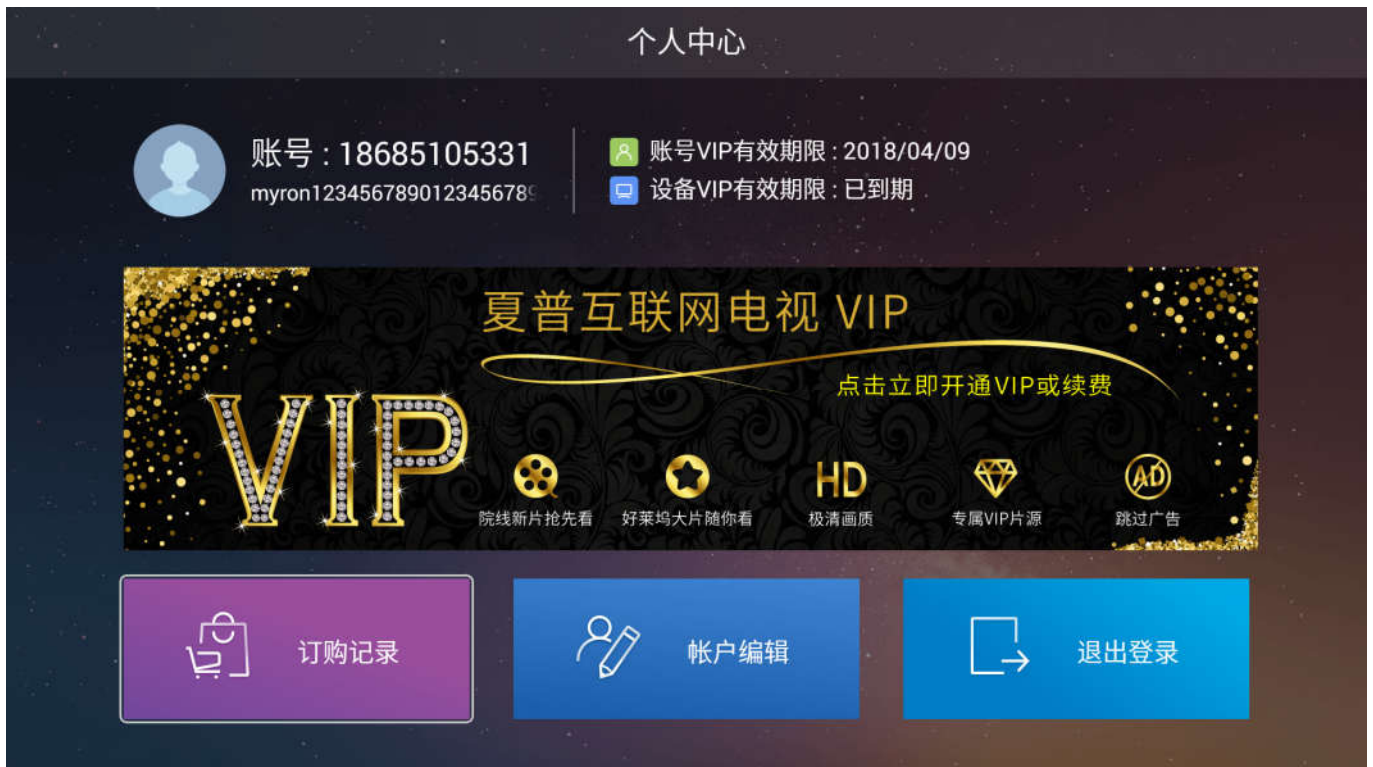 个人中心
账号 : 18685105331
myron123456789012345678
账号VIP有效期限 : 2018/04/09
设备VIP有效期限 : 已到期
夏普互联网电视 VIP
点击立即开通VIP或续费
VIP
HD
AD
院线新片抢先看
好莱坞大片随你看
极清画质
专属VIP片源
跳过广告
订购记录
帐户编辑
退出登录